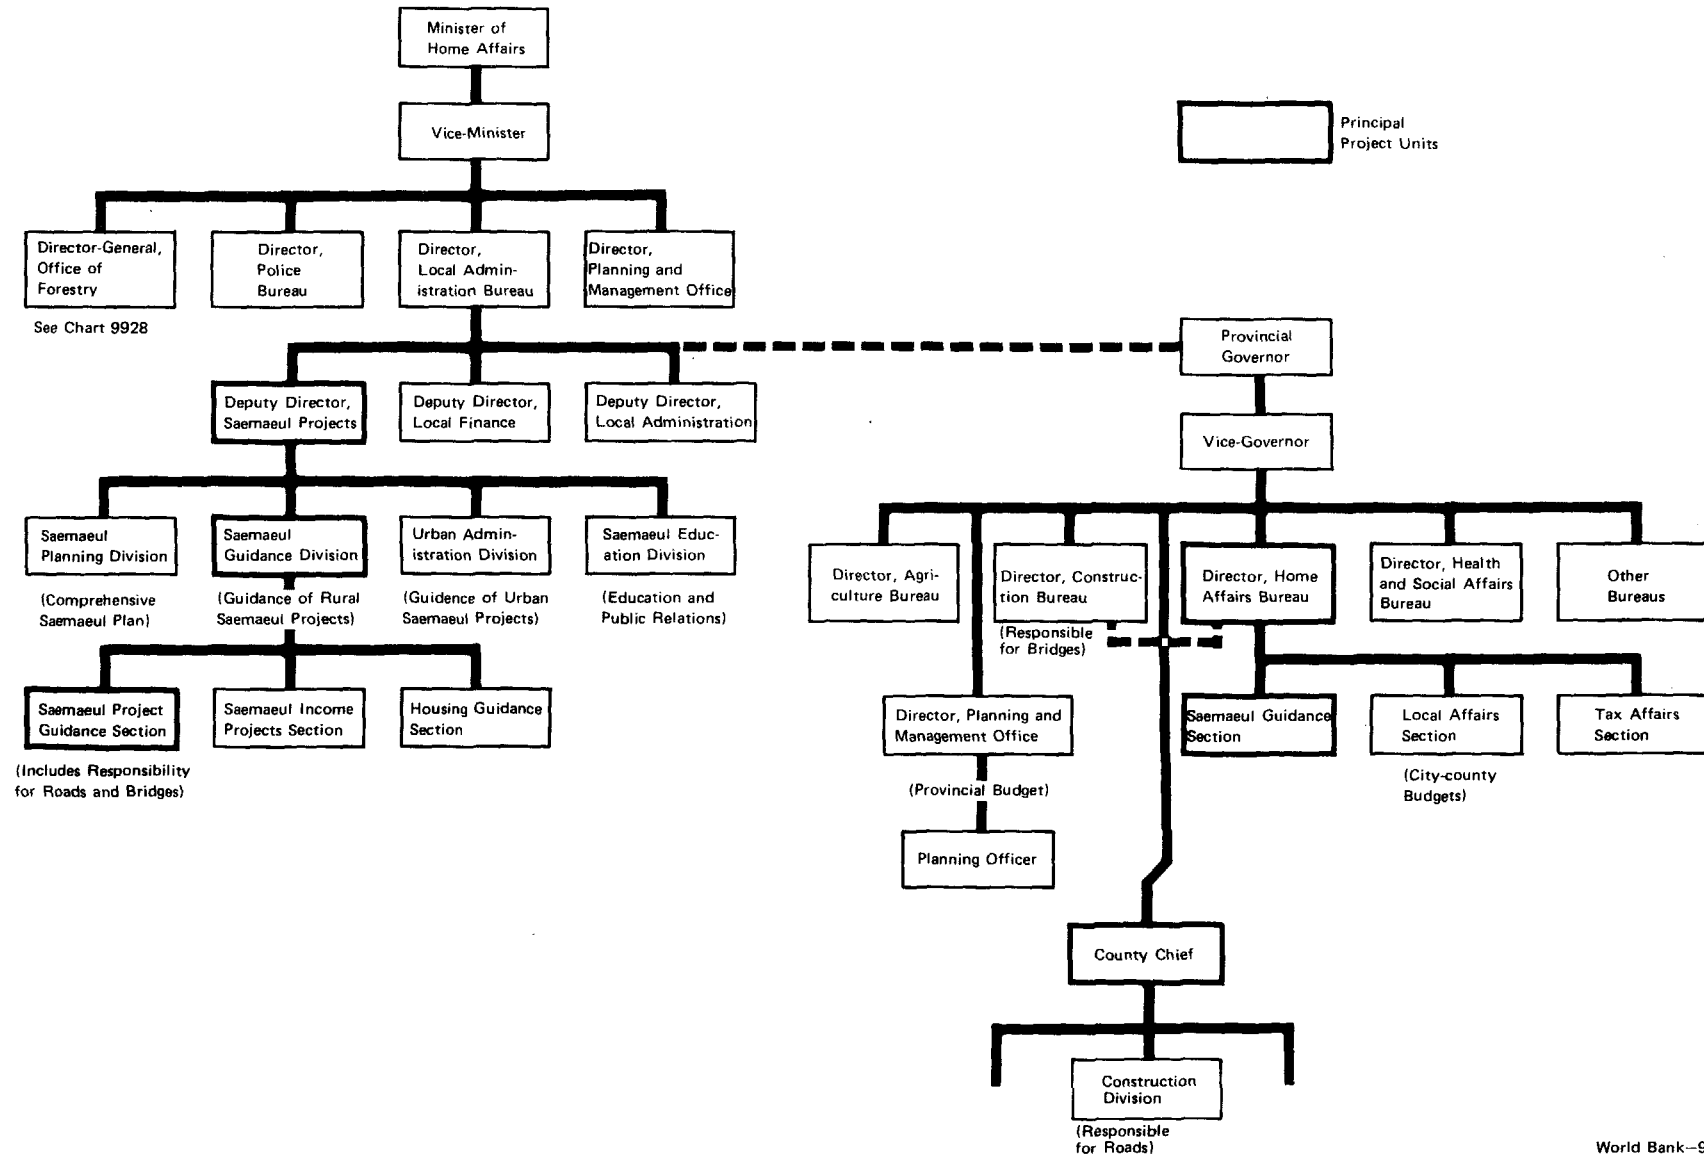 Minister of
Home Affairs
Vice-Minister
Principal
Project Units
Director-General,
Office of
Forestry
Director,
Police
Bureau
Director,
Local Admin-
istration Bureau
Director,
Planning and
Management Office
See Chart 9928
Provincial
Governor
Deputy Director,
Saemaeul Projects
Deputy Director,
Local Finance
Deputy Director,
Local Administration
Vice-Governor
Saemaeul
Planning Division
Saemaeul
Guidance Division
Urban Admin-
istration Division
Saemaeul Educ-
ation Division
(Comprehensive
Saemaeul Plan)
(Guidance of Rural
Saemaeul Projects)
(Guidence of Urban
Saemaeul Projects)
(Education and
Public Relations)
Director, Agri-
culture Bureau
Director, Construc-
tion Bureau
Director, Home
Affairs Bureau
Director, Health
and Social Affairs
Bureau
Other
Bureaus
(Responsible
for Bridges)
Saemaeul Project
Guidance Section
Saemaeul Income
Projects Section
Housing Guidance
Section
(Includes Responsibility
for Roads and Bridges)
Director, Planning and
Management Office
Saemaeul Guidance
Section
Local Affairs
Section
Tax Affairs
Section
(Provincial Budget)
(City-county
Budgets)
Planning Officer
County Chief
Construction
Division
(Responsible
for Roads)
World Bank—9